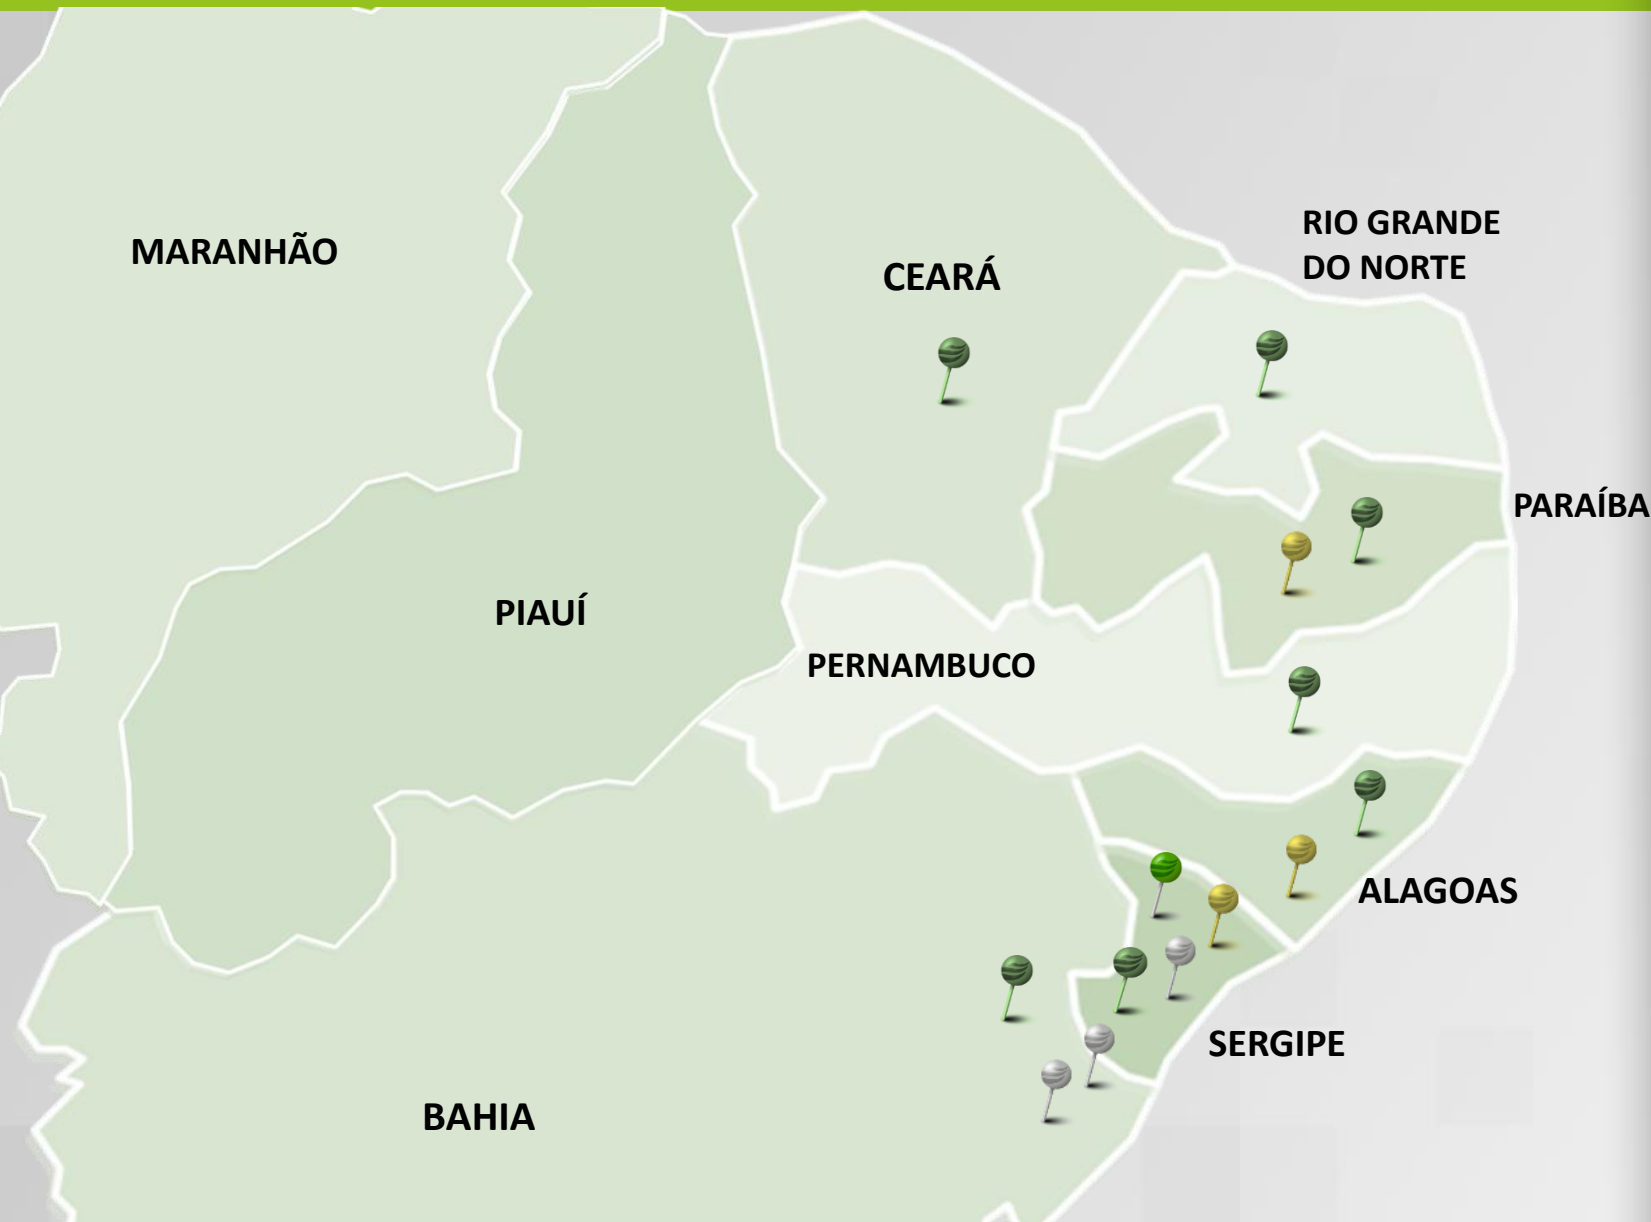 RIO GRANDE
DO NORTE
MARANHÃO
CEARÁ
PARAÍBA
PIAUÍ
PERNAMBUCO
ALAGOAS
SERGIPE
BAHIA